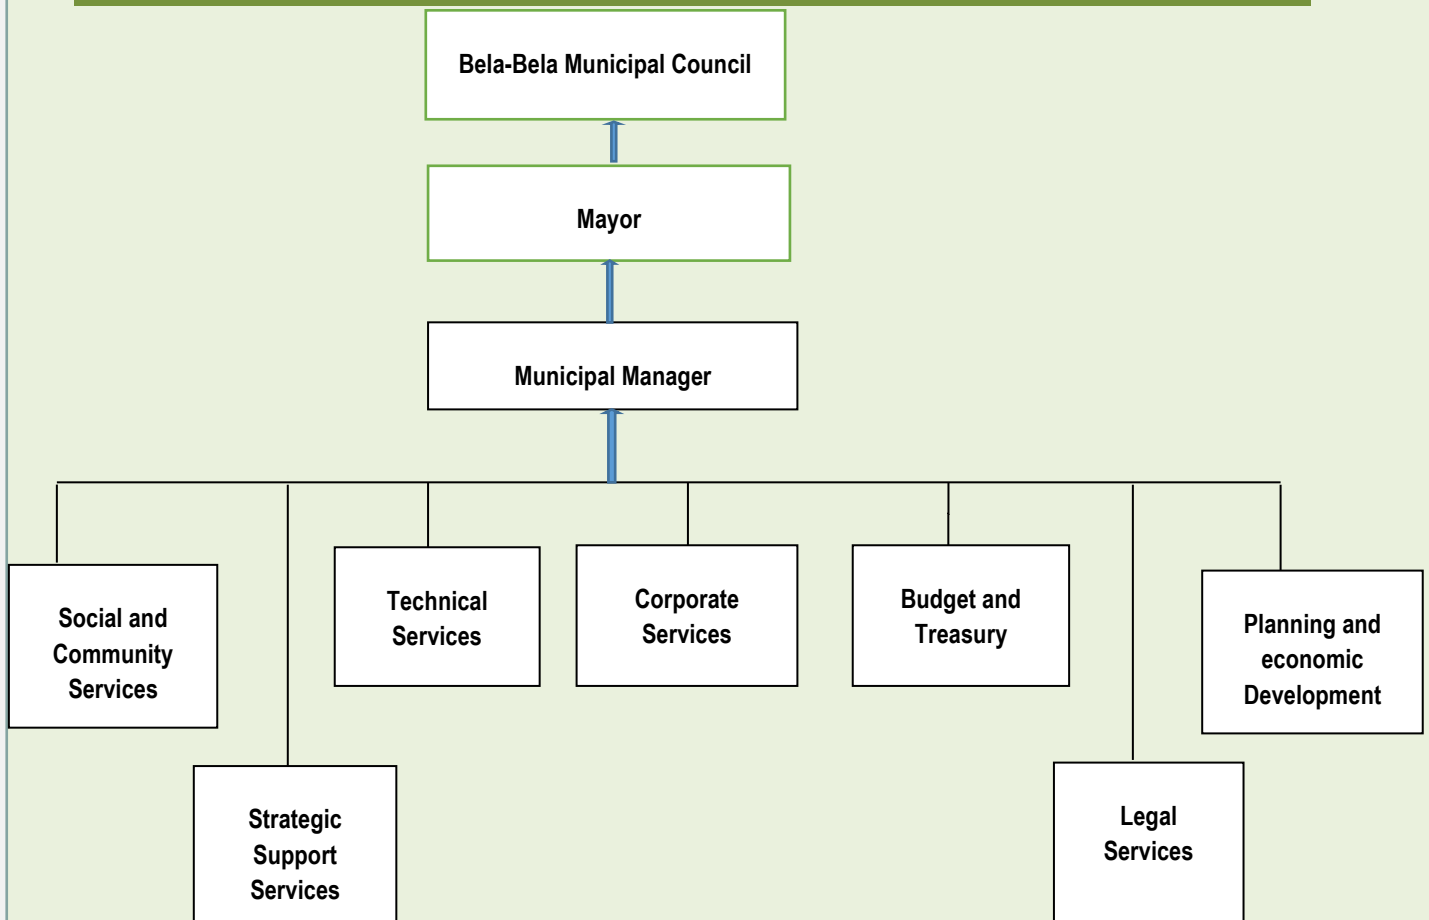 Bela-Bela Municipal Council
Mayor
Municipal Manager
Social and
Community
Services
Technical
Services
Corporate
Services
Budget and
Treasury
Planning and
economic
Development
Strategic
Support
Services
Legal
Services